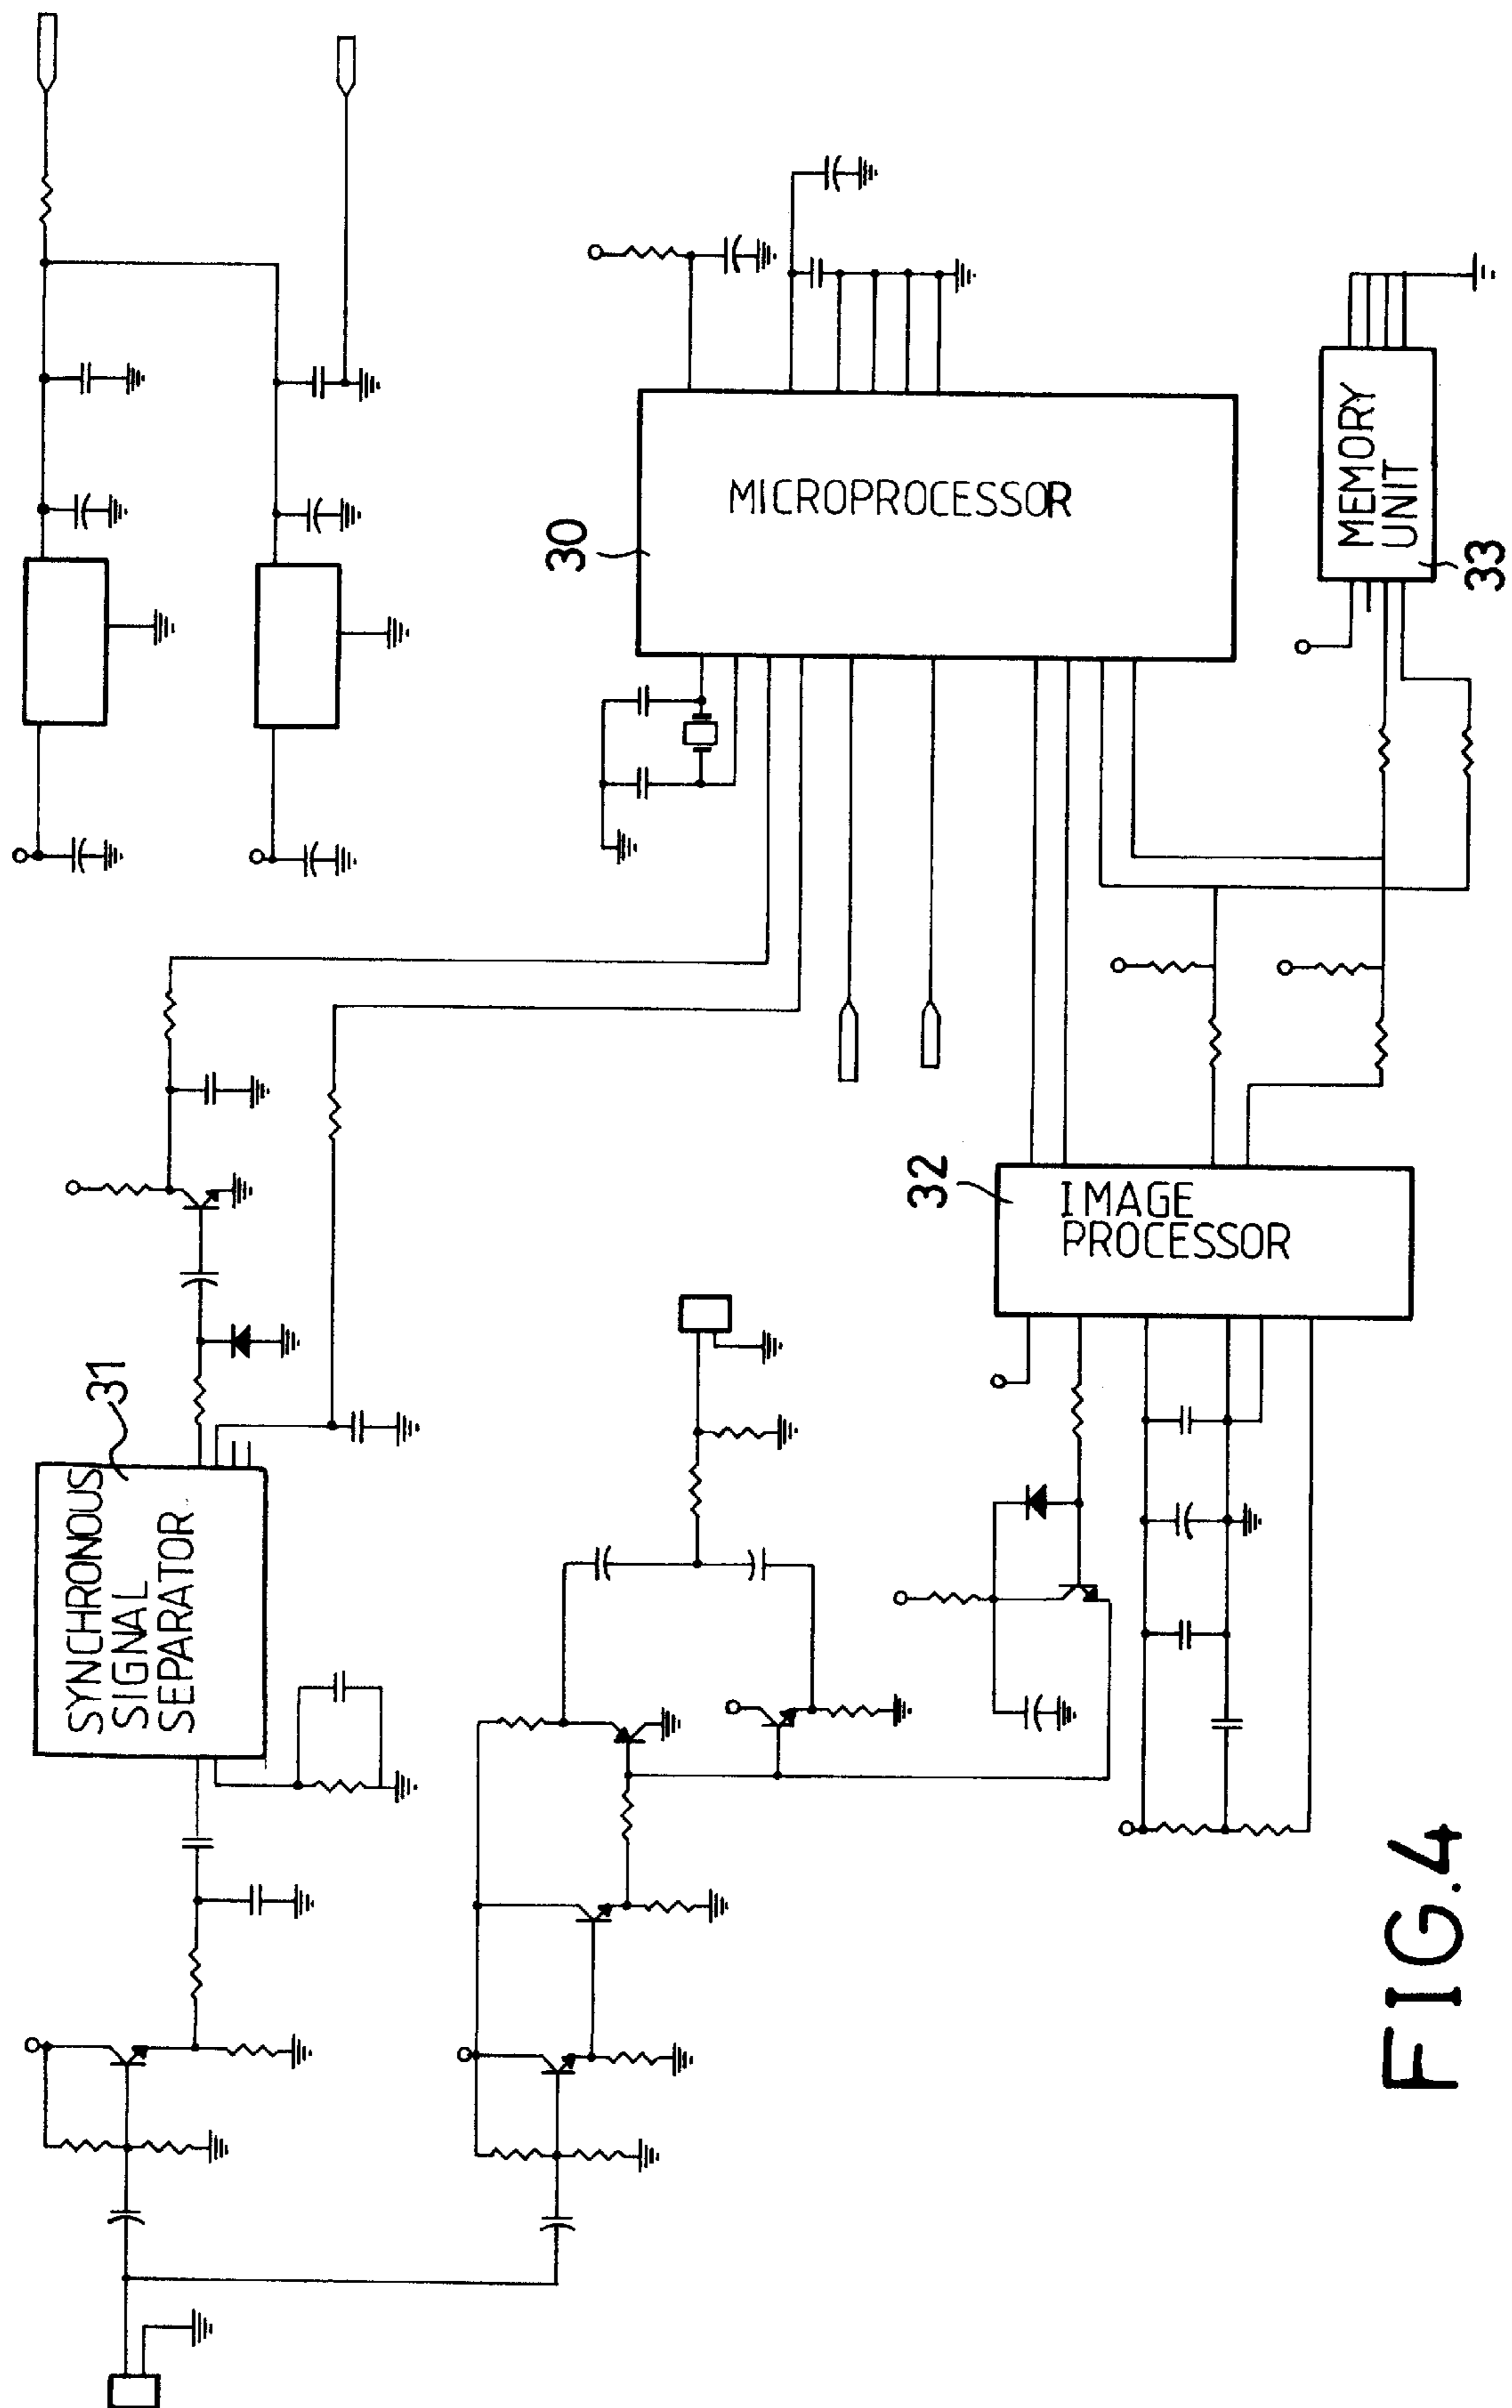 30
MICROPROCESSOR
MEMORY
UNIT
33
31
SYNCHRONOUS
SIGNAL
SEPARATOR
32
IMAGE
PROCESSOR
FIG.4